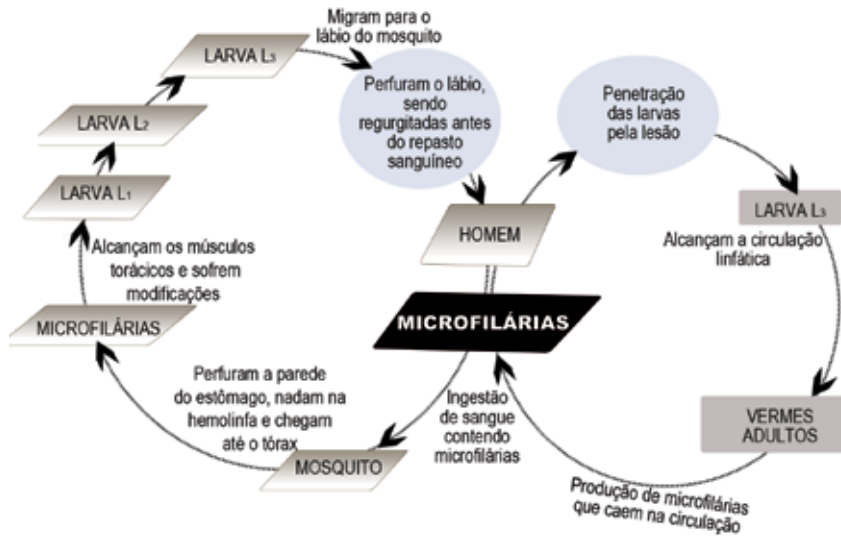 Migram para o
lábio do mosquito
LARVA L3
LARVA L2
LARVA L1
Perfuram o lábio,
sendo
regurgitadas antes
do repasto
sanguíneo
Penetração
das larvas
pela lesão
HOMEM
LARVA L3
Alcançam a circulação
linfática
Alcançam os músculos
torácicos e sofrem
modificações
MICROFILÁRIAS
MICROFILÁRIAS
Perfuram a parede
do estômago, nadam na
hemolinfa e chegam
até o tórax
MOSQUITO
Ingestão
de sangue
contendo
microfilárias
VERMES
ADULTOS
Produção de microfilárias
que caem na circulação